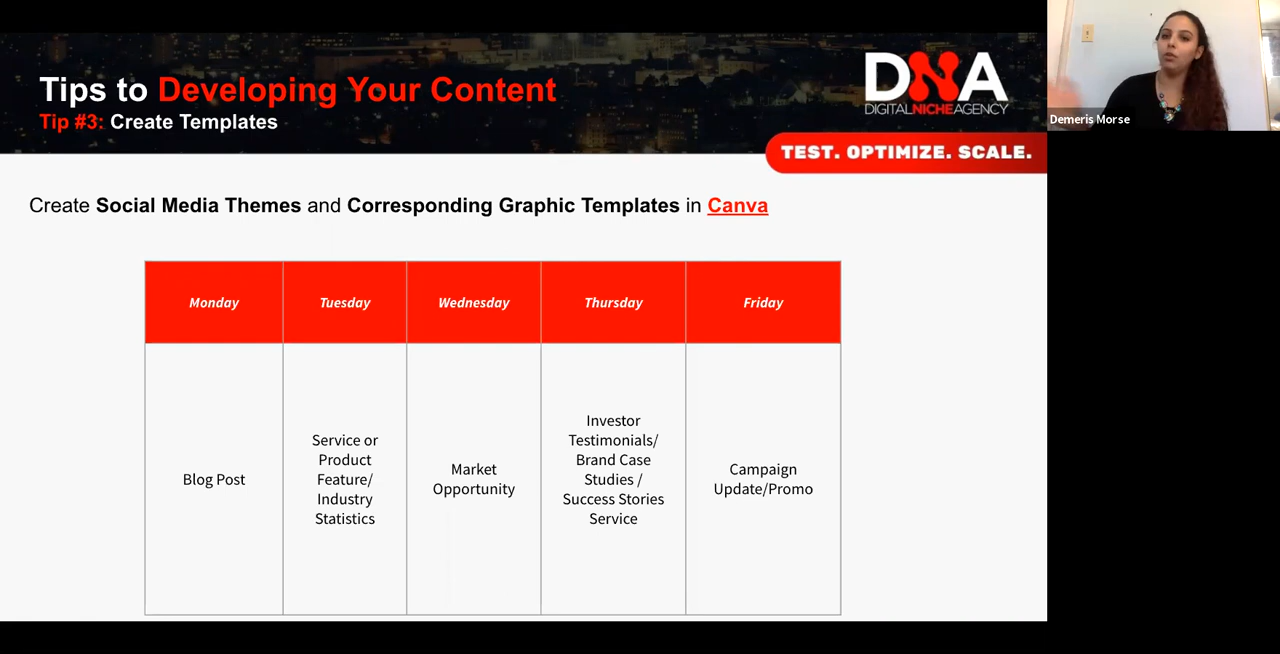 Tips to Developing Your Content
Tip #3: Create Templates
DNA
DIGITALNICHEAGENCY
TEST. OPTIMIZE. SCALE.
Demeris Morse
Create Social Media Themes and Corresponding Graphic Templates in Canva
Monday
Tuesday
Wednesday
Thursday
Friday
Blog Post
Service or
Product
Feature/
Industry
Statistics
Market
Opportunity
Investor
Testimonials/
Brand Case
Studies /
Success Stories
Service
Campaign
Update/Promo